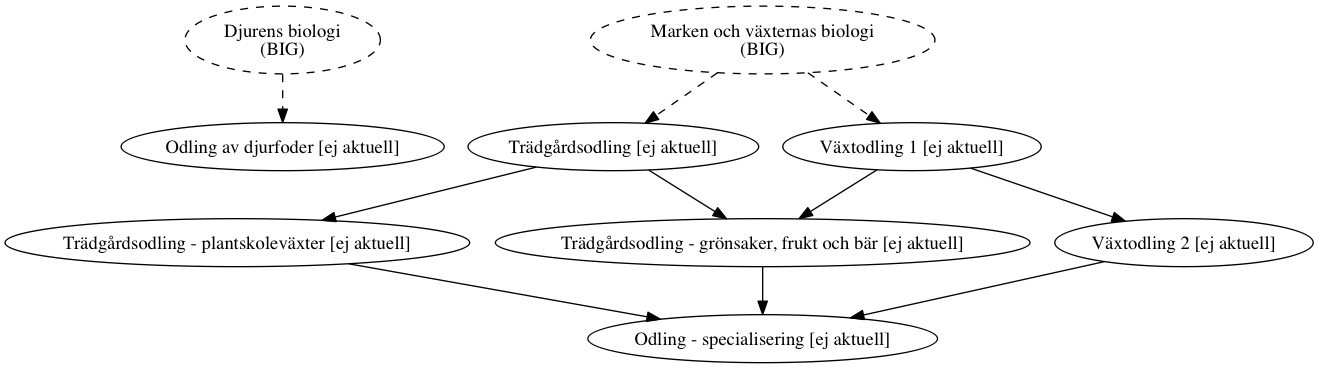 Djurens biologi
(BIG)
Marken och växternas biologi
(BIG)
Odling av djurfoder [ej aktuell]
Trädgårdsodling [ej aktuell]
Växtodling 1 [ej aktuell]
Trädgårdsodling - plantskoleväxter [ej aktuell]
Trädgårdsodling - grönsaker, frukt och bär [ej aktuell]
Växtodling 2 [ej aktuell]
Odling - specialisering [ej aktuell]